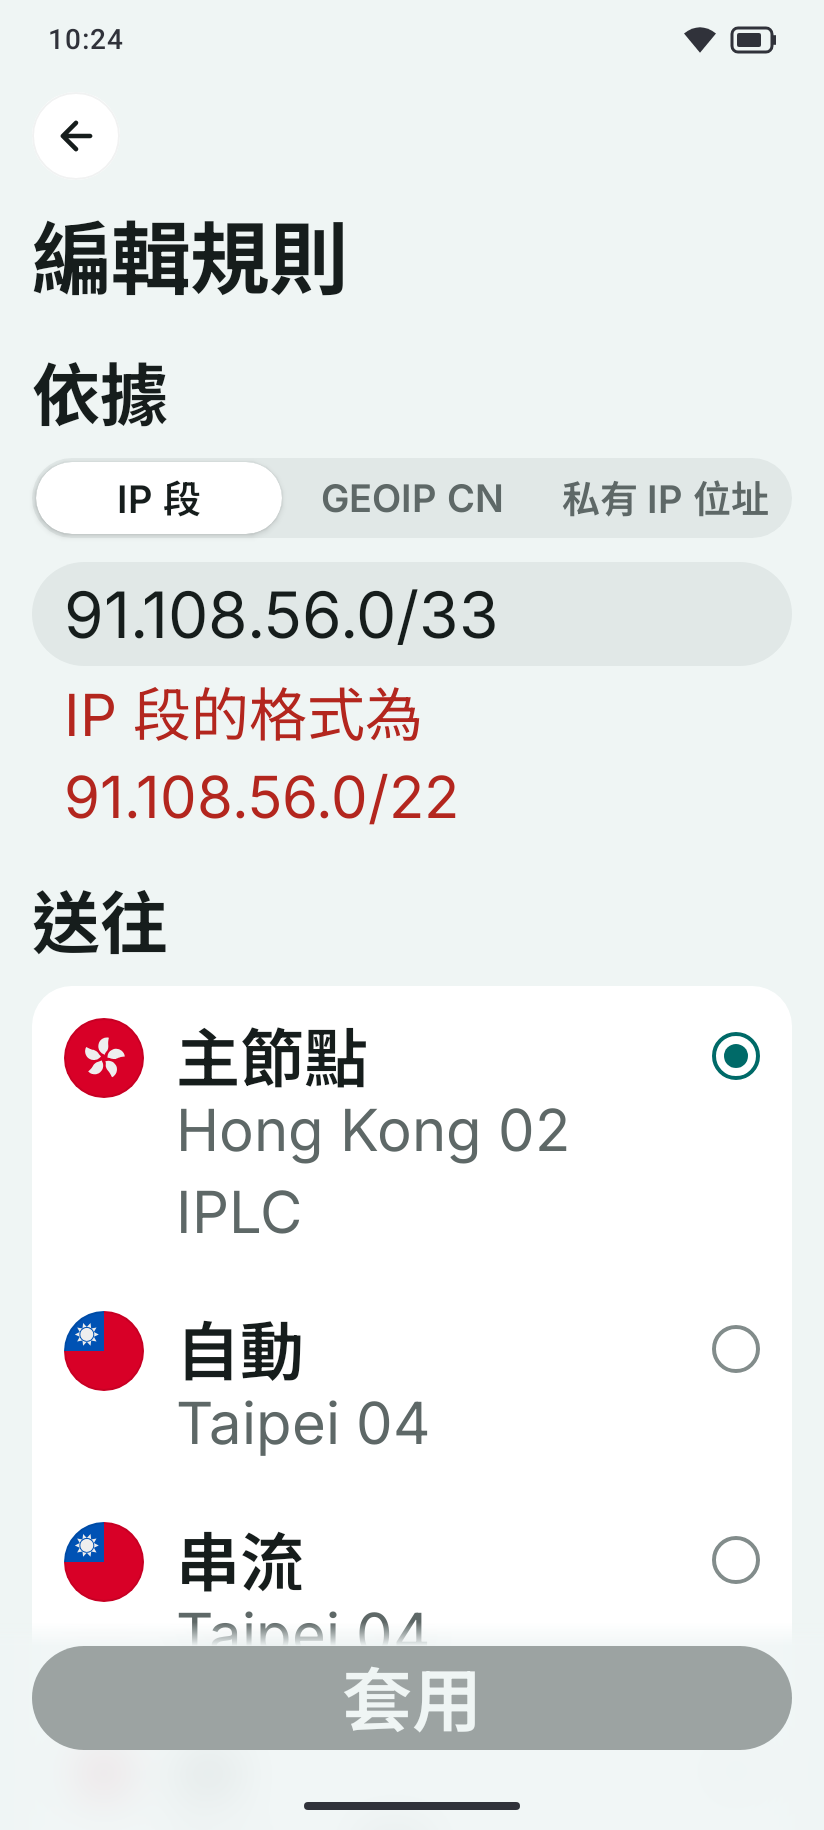 10:24
編輯規則
依據
IP 段
GEOIP CN
私有 IP 位址
91.108.56.0/33
IP 段的格式為
91.108.56.0/22
送往
主節點
Hong Kong 02
IPLC
自動
Taipei 04
串流
Taipei 04
套用